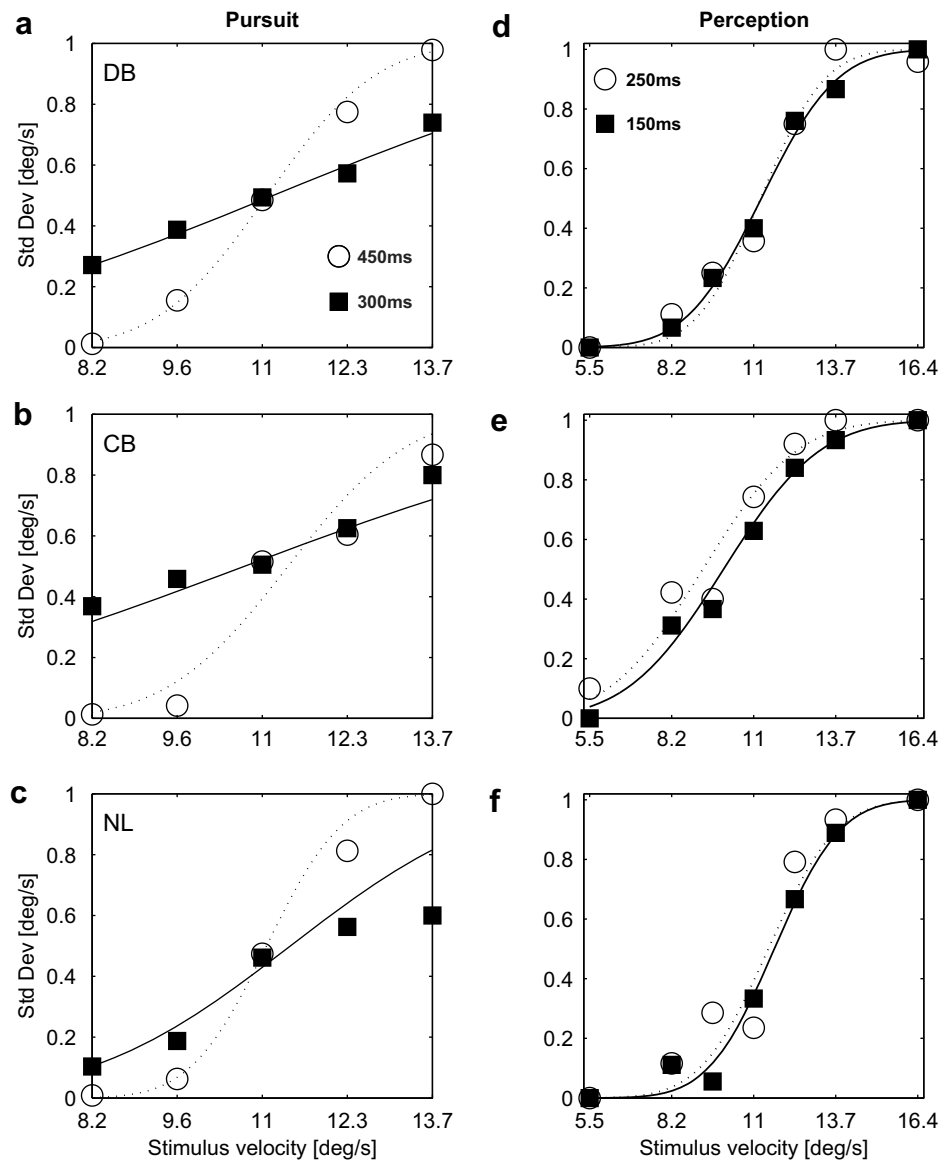 a Pursuit
DB
1
0.8
0.6
0.4
0.2
0
Std Dev [deg/s]
450ms
300ms
8.2 9.6 11 12.3 13.7
d Perception
1
0.8
0.6
0.4
0.2
0
250ms
150ms
5.5 8.2 11 13.7 16.4
b
CB
1
0.8
0.6
0.4
0.2
0
Std Dev [deg/s]
8.2 9.6 11 12.3 13.7
e
1
0.8
0.6
0.4
0.2
0
5.5 8.2 11 13.7 16.4
c
NL
1
0.8
0.6
0.4
0.2
0
Std Dev [deg/s]
8.2 9.6 11 12.3 13.7
Stimulus velocity [deg/s]
f
1
0.8
0.6
0.4
0.2
0
5.5 8.2 11 13.7 16.4
Stimulus velocity [deg/s]